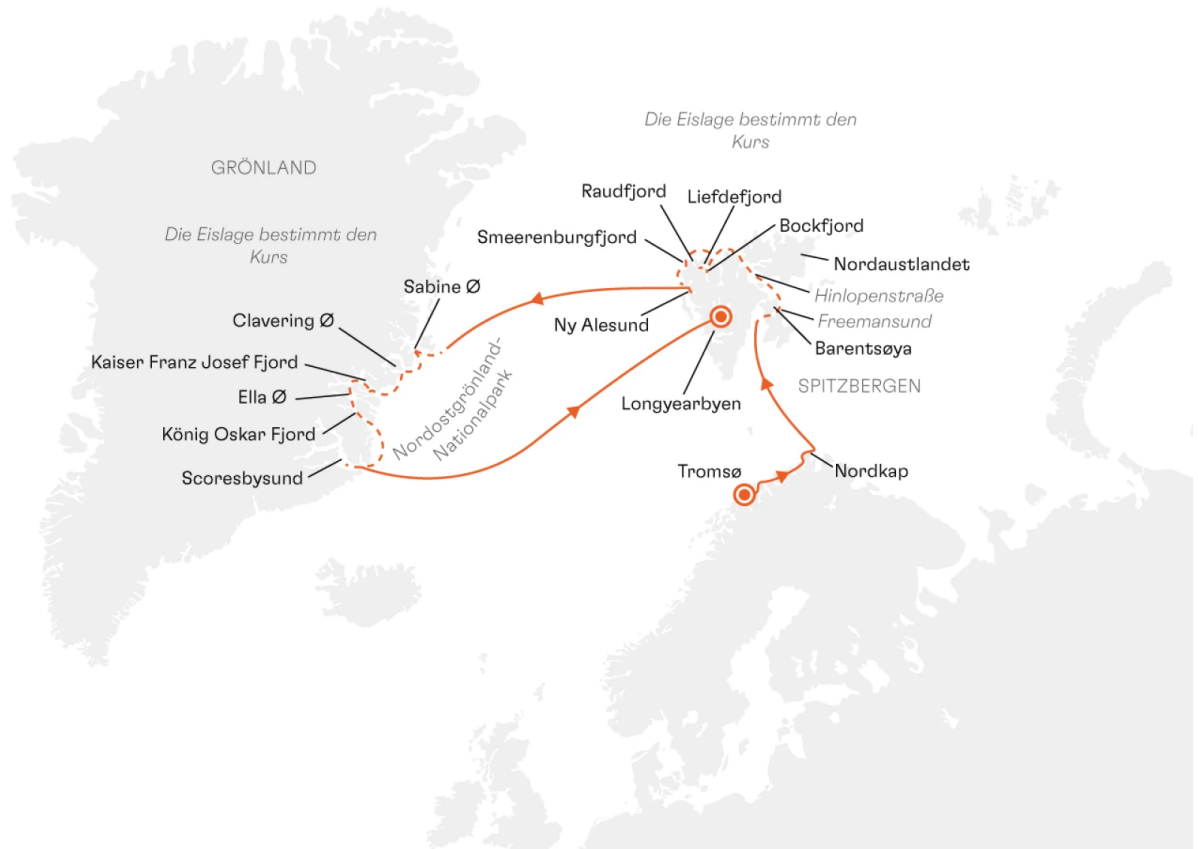 GRÖNLAND
Die Eislage bestimmt den
Kurs
Die Eislage bestimmt den
Kurs
Raudfjord
Liefdefjord
Bockfjord
Smeerenburgfjord
Nordaustlandet
Hinlopenstraße
Freemansund
Barentsøya
SPITZBERGEN
Ny Alesund
Longyearbyen
Sabine Ø
Clavering Ø
Kaiser Franz Josef Fjord
Ella Ø
König Oskar Fjord
Scoresbysund
Nordostgrönland-
Nationalpark
Tromsø
Nordkap